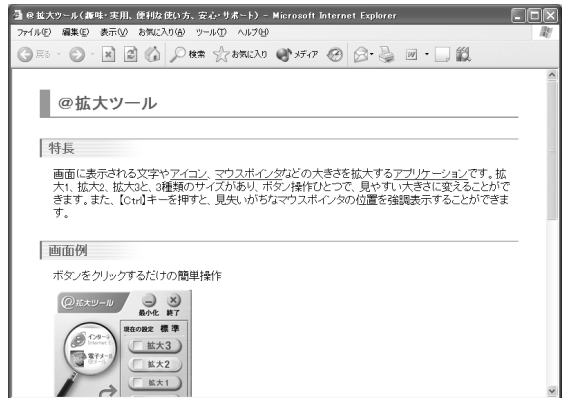 @拡大ツール(趣味・実用、便利な使い方、安心・サポート) - Microsoft Internet Explorer
ファイル(F) 編集(E) 表示(V) お気に入り(A) ツール(T) ヘルプ(H)
戻る 検索 お気に入り メディア
@拡大ツール
特長
画面に表示される文字やアイコン、マウスポインタなどの大きさを拡大するアプリケーションです。拡
大1、拡大2、拡大3と、3種類のサイズがあり、ボタン操作ひとつで、見やすい大きさに変えることがで
きます。また、【Ctrl】キーを押すと、見失いがちなマウスポインタの位置を強調表示することができま
す。
画面例
ボタンをクリックするだけの簡単操作
@拡大ツール
最小化 終了
現在の設定 標準
インター
Internet E
電子メール
拡大3
拡大2
拡大1